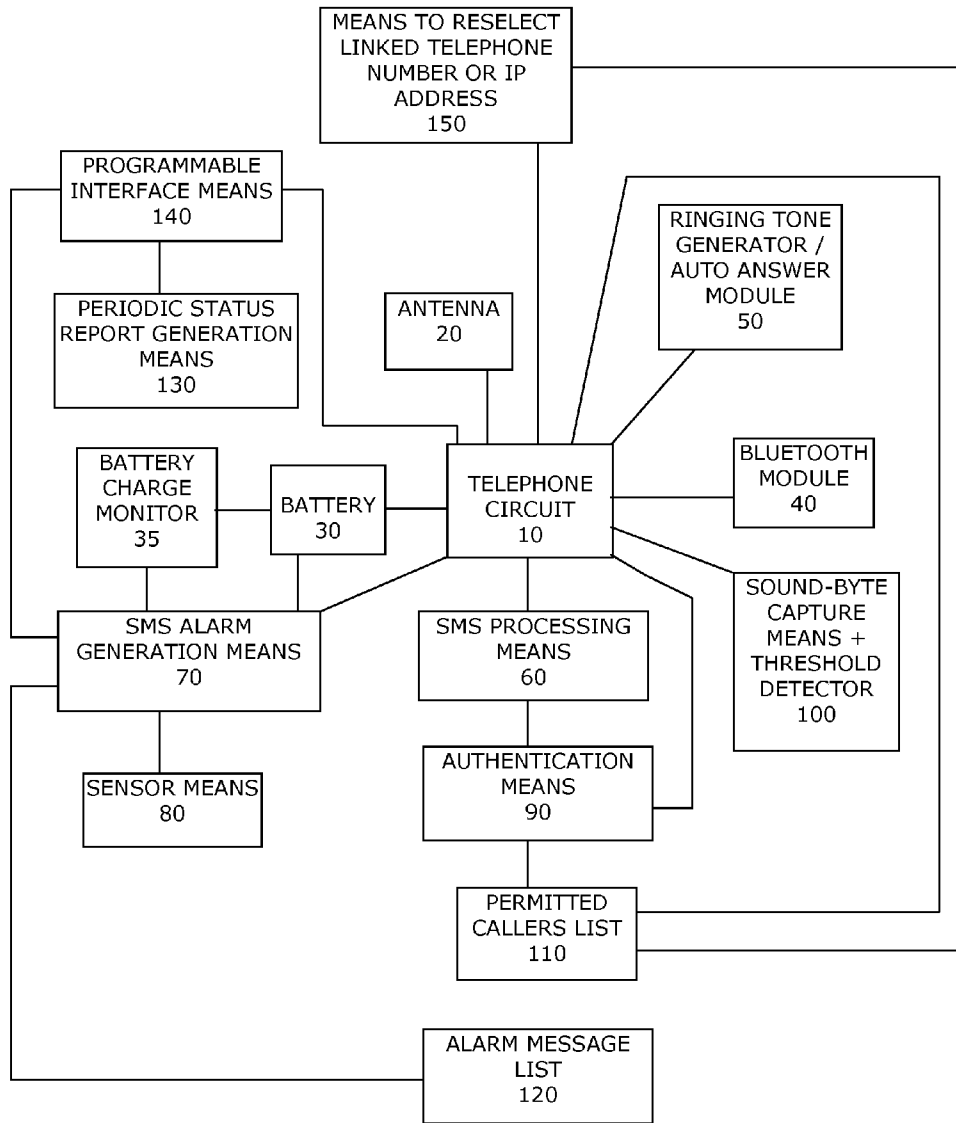 MEANS TO RESELECT
LINKED TELEPHONE
NUMBER OR IP
ADDRESS
150
PROGRAMMABLE
INTERFACE MEANS
140
RINGING TONE
GENERATOR /
AUTO ANSWER
MODULE
50
PERIODIC STATUS
REPORT GENERATION
MEANS
130
ANTENNA
20
BATTERY
CHARGE
MONITOR
35
BATTERY
30
TELEPHONE
CIRCUIT
10
BLUETOOTH
MODULE
40
SMS ALARM
GENERATION MEANS
70
SMS PROCESSING
MEANS
60
SOUND-BYTE
CAPTURE
MEANS +
THRESHOLD
DETECTOR
100
SENSOR MEANS
80
AUTHENTICATION
MEANS
90
PERMITTED
CALLERS LIST
110
ALARM MESSAGE
LIST
120